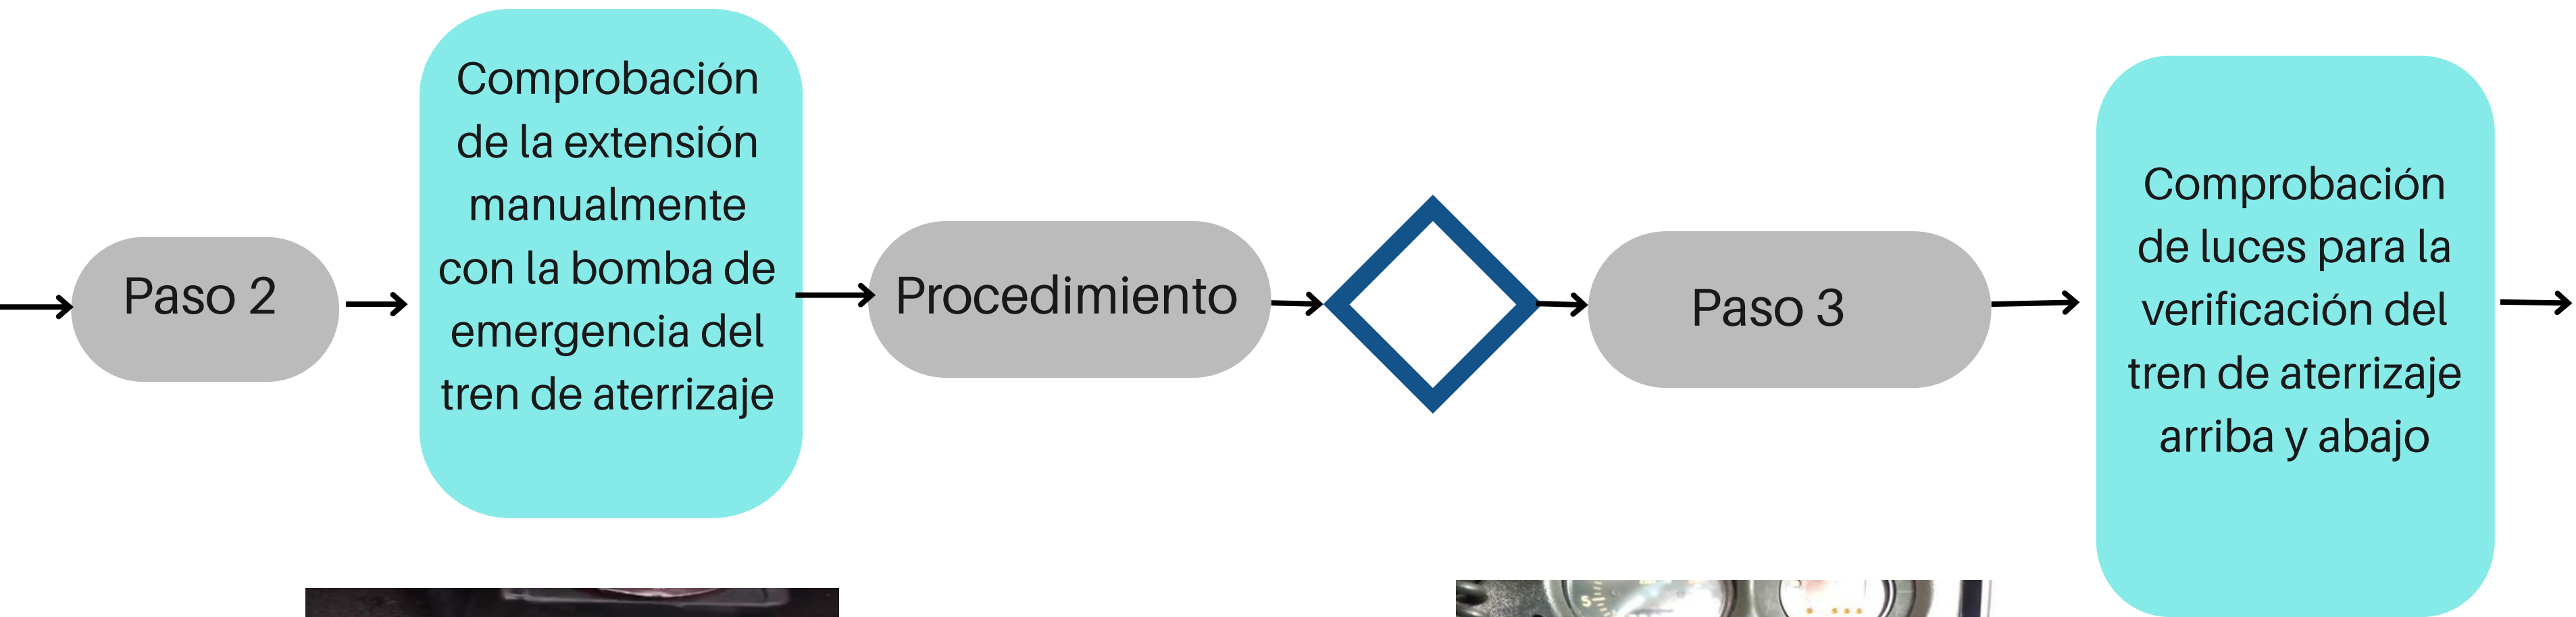 Paso 2
Comprobación
de la extensión
manualmente
con la bomba de
emergencia del
tren de aterrizaje
Procedimiento
Paso 3
Comprobación
de luces para la
verificación del
tren de aterrizaje
arriba y abajo
5